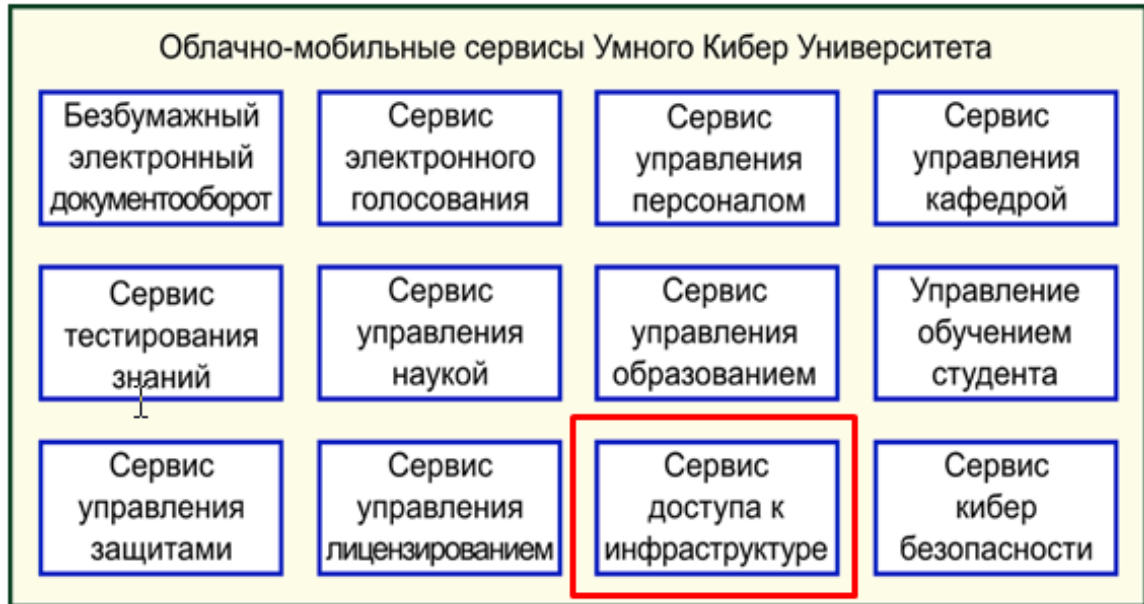 Облачно-мобильные сервисы Умного Кибер Университета
Безбумажный
электронный
документооборот
Сервис
электронного
голосования
Сервис
управления
персоналом
Сервис
управления
кафедрой
Сервис
тестирования
знаний
Сервис
управления
наукой
Сервис
управления
образованием
Управление
обучением
студента
Сервис
управления
защитами
Сервис
управления
лицензированием
Сервис
доступа к
инфраструктуре
Сервис
кибер
безопасности